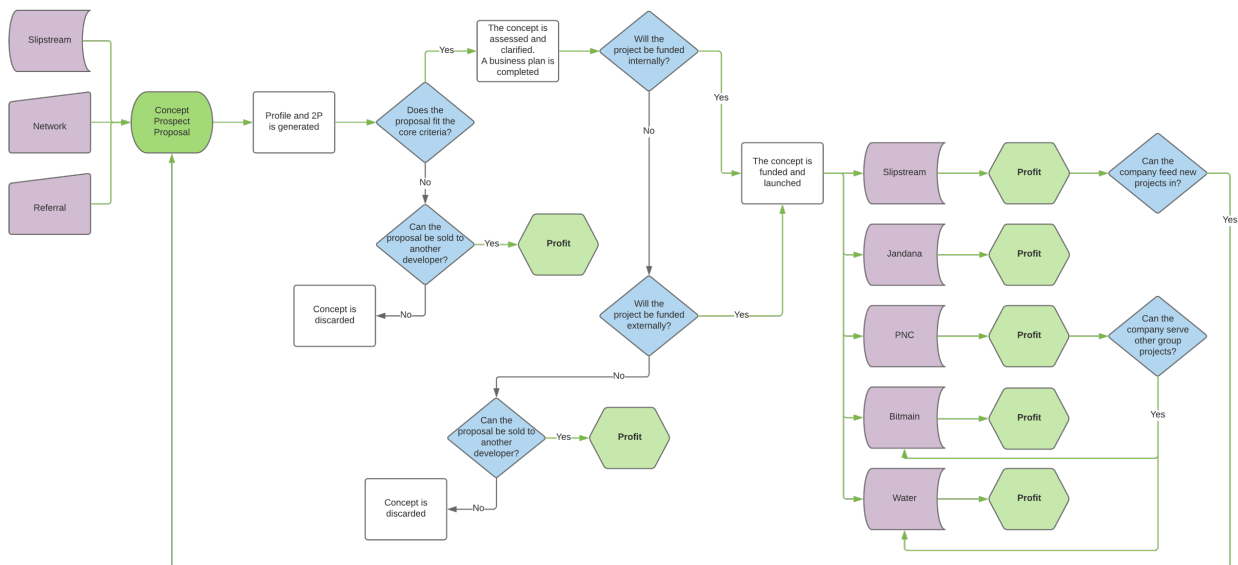 Slipstream
Network
Referral
Concept
Prospect
Proposal
Profile and 2P
is generated
Does the
proposal fit the
core criteria?
Yes
No
The concept is
assessed and
clarified.
A business plan is
completed
Can the
proposal be sold to
another
developer?
Yes
Profit
No
Concept is
discarded
Will the
project be funded
internally?
Yes
No
Will the
project be funded
externally?
Yes
No
Can the
proposal be sold to
another
developer?
Yes
Profit
No
Concept is
discarded
The concept is
funded and
launched
Slipstream
Profit
Can the
company feed new
projects in?
Yes
Jandana
Profit
PNC
Profit
Can the
company serve
other group
projects?
Yes
Bitmain
Profit
Water
Profit